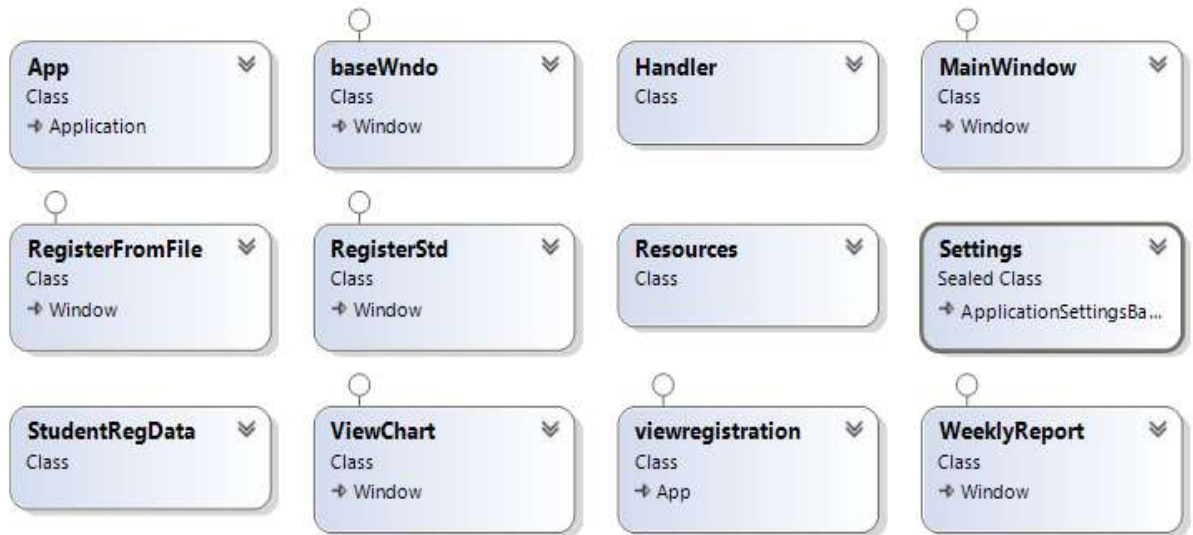 App
Class
Application
baseWndo
Class
Window
Handler
Class
MainWindow
Class
Window
RegisterFromFile
Class
Window
RegisterStd
Class
Window
Resources
Class
Settings
Sealed Class
ApplicationSettingsBa...
StudentRegData
Class
ViewChart
Class
Window
viewregistration
Class
App
WeeklyReport
Class
Window